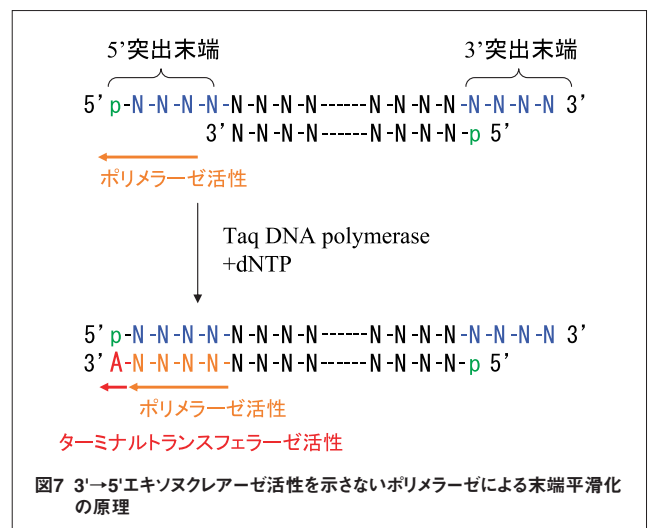 5'突出末端 3'突出末端
5' p-N-N-N-N-N-N-N-N------N-N-N-N-N-N-N-N 3'
3' N-N-N-N------N-N-N-N-p 5'
ポリメラーゼ活性
Taq DNA polymerase
+dNTP
5' p-N-N-N-N-N-N-N-N------N-N-N-N-N-N-N-N 3'
3' A-N-N-N-N-N-N-N-N------N-N-N-N-p 5'
ポリメラーゼ活性
ターミナルトランスフェラーゼ活性
図7 3'→5'エキソヌクレアーゼ活性を示さないポリメラーゼによる末端平滑化
の原理